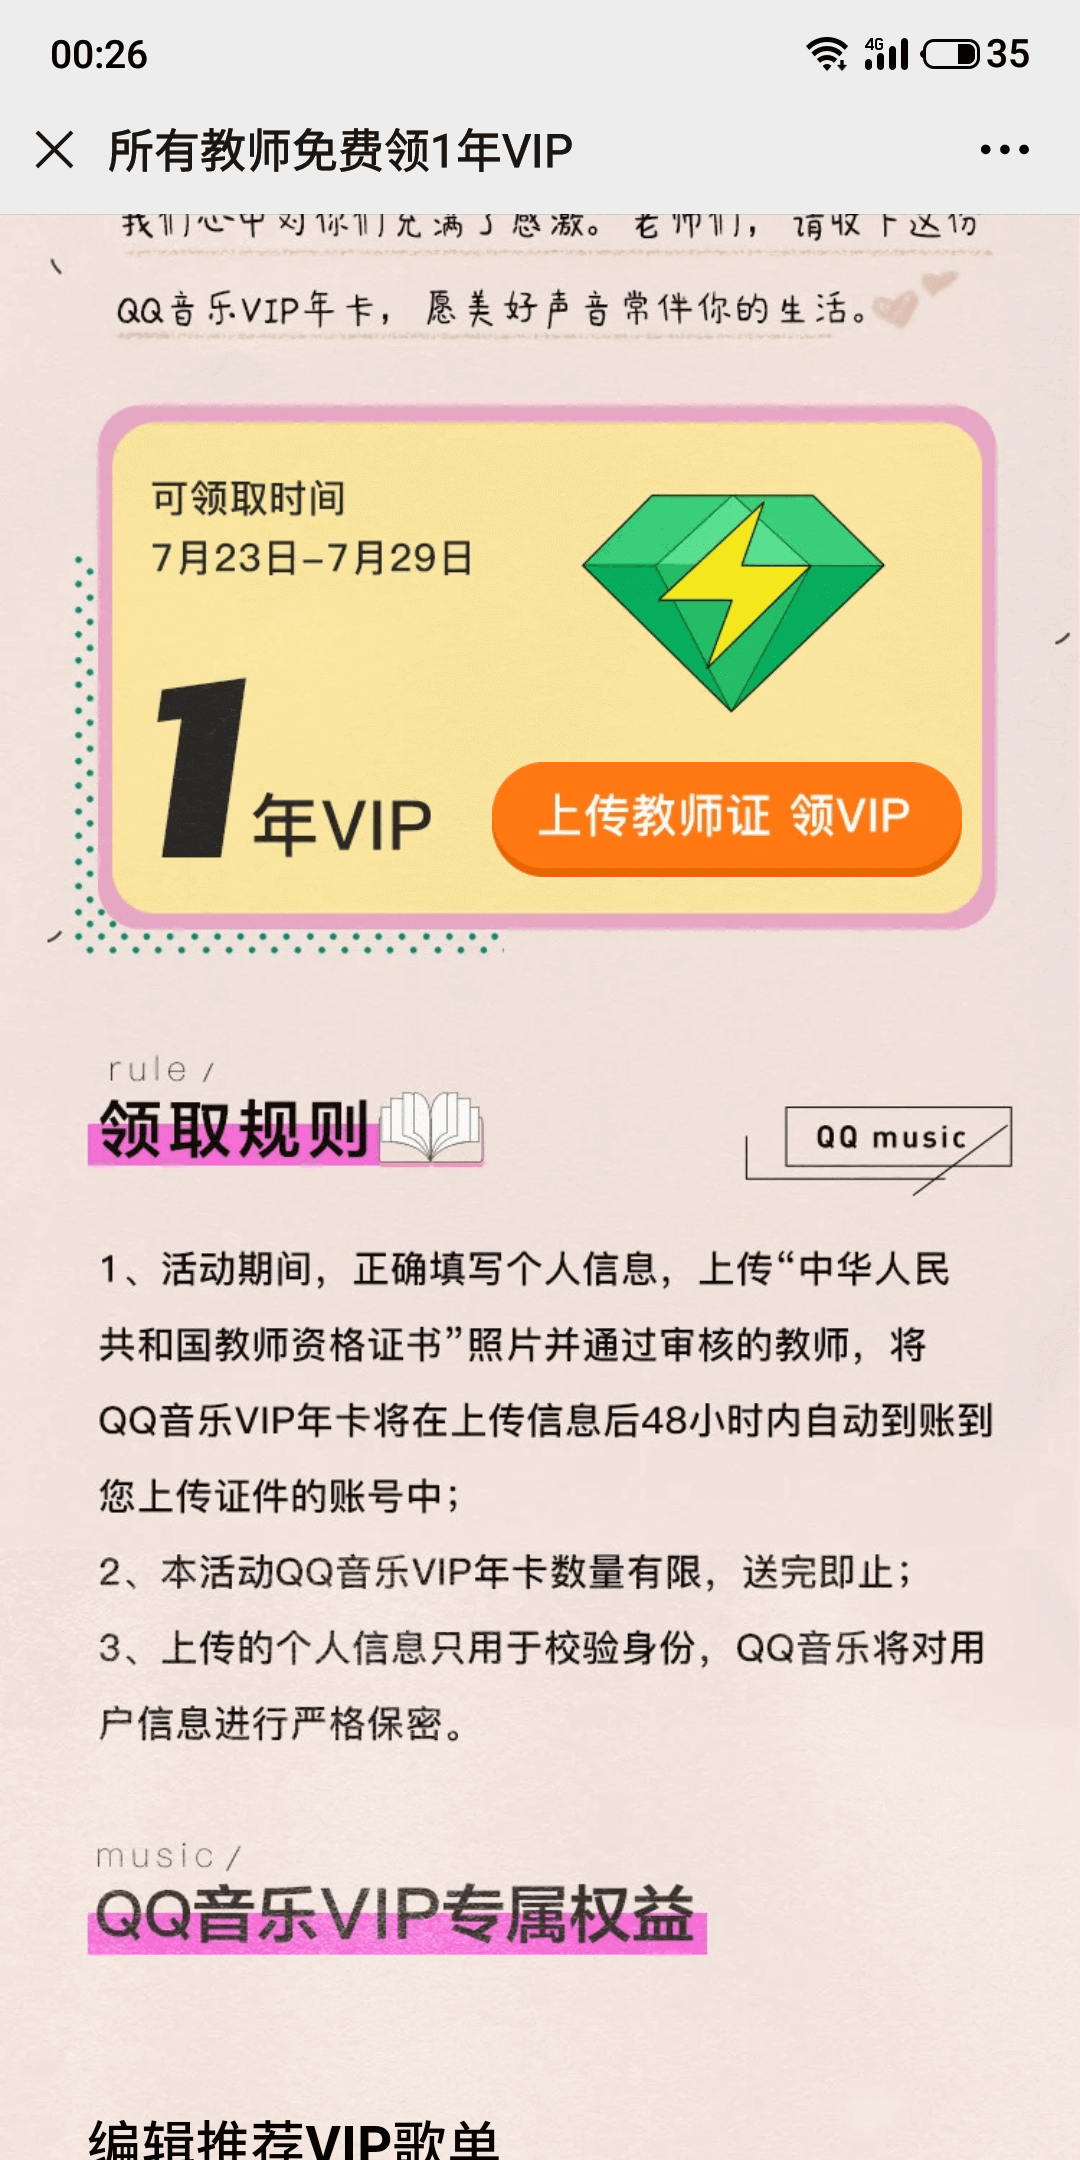 00:26
4G
35
所有教师免费领1年VIP
我们心中对你们充满了感激。老师们，请收下这份
QQ音乐VIP年卡，愿美好声音常伴你的生活。
可领取时间
7月23日-7月29日
1年VIP
上传教师证 领VIP
rule /
领取规则
QQ music
1、活动期间，正确填写个人信息，上传“中华人民
共和国教师资格证书”照片并通过审核的教师，将
QQ音乐VIP年卡将在上传信息后48小时内自动到账到
您上传证件的账号中；
2、本活动QQ音乐VIP年卡数量有限，送完即止；
3、上传的个人信息只用于校验身份，QQ音乐将对用
户信息进行严格保密。
music /
QQ音乐VIP专属权益
编辑推荐VIP歌单